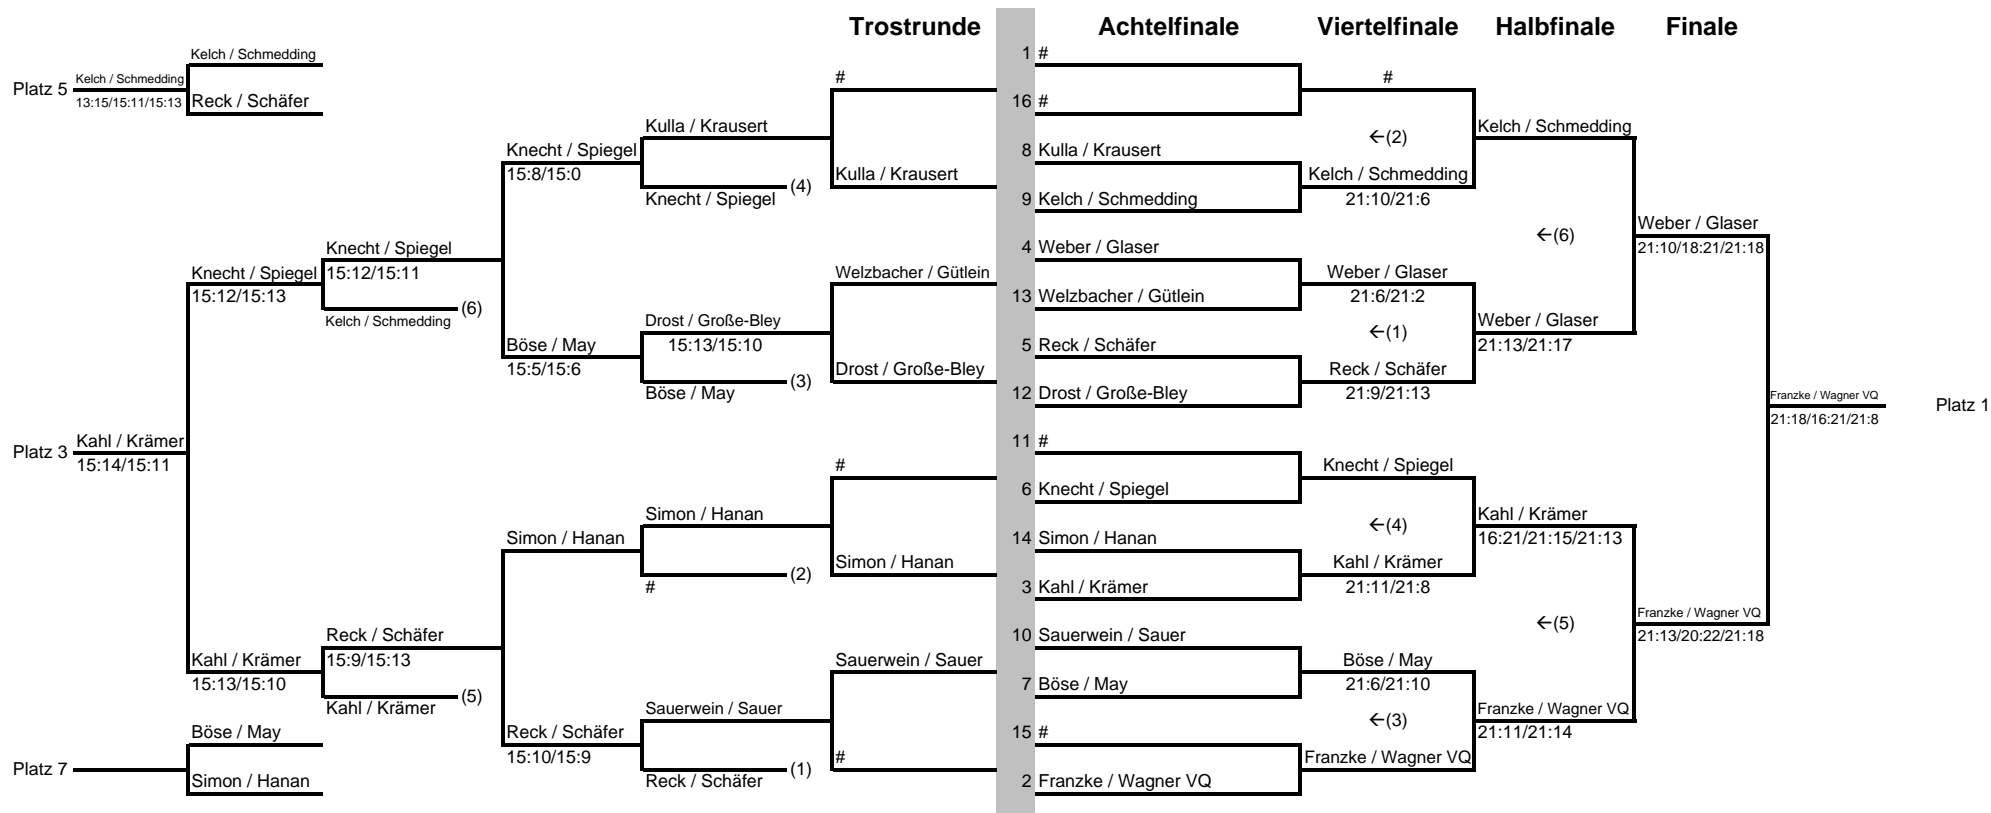 Trostrunde Achtelfinale Viertelfinale Halbfinale Finale
Kelch / Schmedding
Platz 5 Kelch / Schmedding
13:15/15:11/15:13 Reck / Schäfer
Knecht / Spiegel
15:12/15:13
Platz 3 Kahl / Krämer
15:14/15:11
Kahl / Krämer
15:13/15:10
Böse / May
Platz 7
Simon / Hanan
Knecht / Spiegel
15:12/15:11
(6)
Kelch / Schmedding
Reck / Schäfer
15:9/15:13
(5)
Kahl / Krämer
Knecht / Spiegel
15:8/15:0
Böse / May
15:5/15:6
Simon / Hanan
Reck / Schäfer
15:10/15:9
Kulla / Krausert
(4)
Knecht / Spiegel
Drost / Große-Bley
15:13/15:10
(3)
Böse / May
Simon / Hanan
(2)
#
Sauerwein / Sauer
(1)
Reck / Schäfer
#
Kulla / Krausert
Welzbacher / Gütlein
Drost / Große-Bley
#
Simon / Hanan
Sauerwein / Sauer
#
1 #
16 #
8 Kulla / Krausert
9 Kelch / Schmedding
4 Weber / Glaser
13 Welzbacher / Gütlein
5 Reck / Schäfer
12 Drost / Große-Bley
11 #
6 Knecht / Spiegel
14 Simon / Hanan
3 Kahl / Krämer
10 Sauerwein / Sauer
7 Böse / May
15 #
2 Franzke / Wagner VQ
#
←(2)
Kelch / Schmedding
21:10/21:6
Weber / Glaser
21:6/21:2
←(1)
Reck / Schäfer
21:9/21:13
Knecht / Spiegel
←(4)
Kahl / Krämer
21:11/21:8
Böse / May
21:6/21:10
←(3)
Franzke / Wagner VQ
Kelch / Schmedding
←(6)
Weber / Glaser
21:13/21:17
Kahl / Krämer
16:21/21:15/21:13
←(5)
Franzke / Wagner VQ
21:11/21:14
Weber / Glaser
21:10/18:21/21:18
Franzke / Wagner VQ
21:13/20:22/21:18
Franzke / Wagner VQ
21:18/16:21/21:8
Platz 1